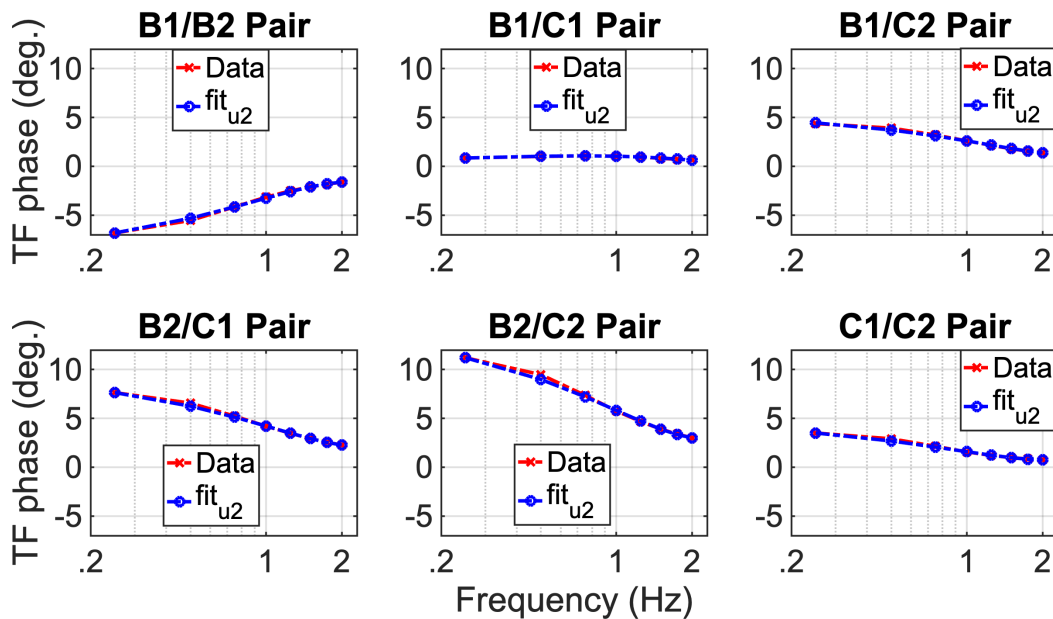 B1/B2 Pair
B1/C1 Pair
B1/C2 Pair
TF phase (deg.)
10
5
0
-5
Data
fit_u2
.2
1
2
10
5
0
-5
Data
fit_u2
.2
1
2
10
5
0
-5
Data
fit_u2
.2
1
2
B2/C1 Pair
B2/C2 Pair
C1/C2 Pair
TF phase (deg.)
10
5
0
-5
Data
fit_u2
.2
1
2
10
5
0
-5
Data
fit_u2
.2
1
2
10
5
0
-5
Data
fit_u2
.2
1
2
Frequency (Hz)